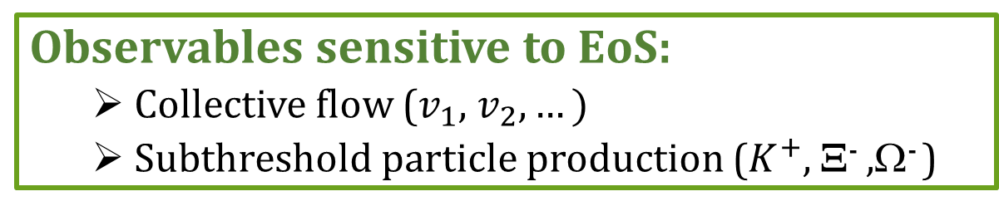 Observables sensitive to EoS:
➢ Collective flow (𝑣₁, 𝑣₂, … )
➢ Subthreshold particle production (𝐾⁺, Ξ⁻ ,Ω⁻ )